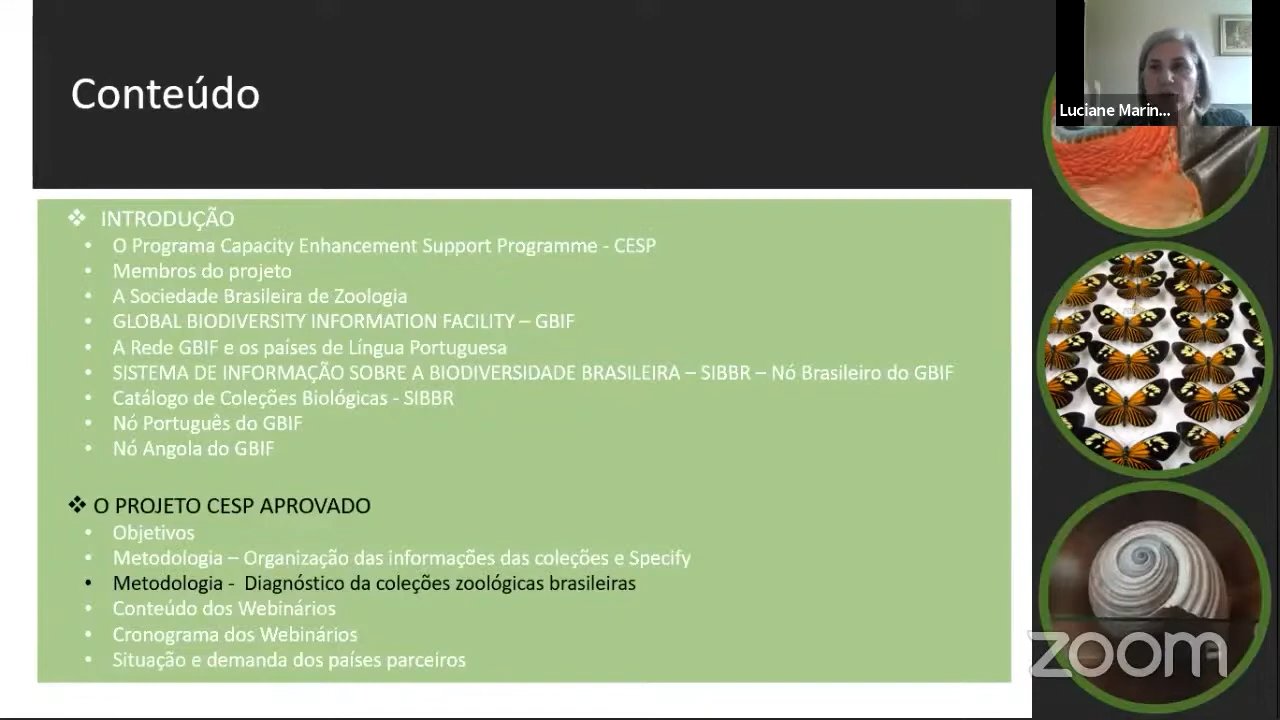 Conteúdo
Luciane Marin...
❖ INTRODUÇÃO
• O Programa Capacity Enhancement Support Programme - CESP
• Membros do projeto
• A Sociedade Brasileira de Zoologia
• GLOBAL BIODIVERSITY INFORMATION FACILITY – GBIF
• A Rede GBIF e os países de Língua Portuguesa
• SISTEMA DE INFORMAÇÃO SOBRE A BIODIVERSIDADE BRASILEIRA – SIBBR – Nó Brasileiro do GBIF
• Catálogo de Coleções Biológicas - SIBBR
• Nó Português do GBIF
• Nó Angola do GBIF
❖ O PROJETO CESP APROVADO
• Objetivos
• Metodologia – Organização das informações das coleções e Specify
• Metodologia - Diagnóstico da coleções zoológicas brasileiras
• Conteúdo dos Webinários
• Cronograma dos Webinários
• Situação e demanda dos países parceiros
zoom